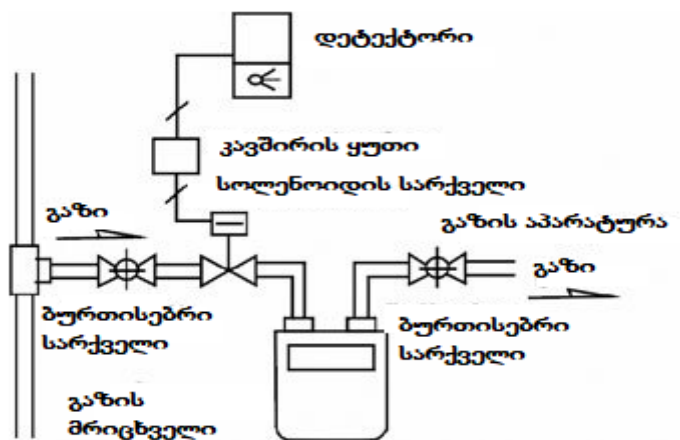 დეტექტორი
კავშირის ყუთი
სოლენოიდის სარქველი
გაზი
გაზის აპარატურა
გაზი
ბურთისებრი
სარქველი
ბურთისებრი
სარქველი
გაზის
მრიცხველი